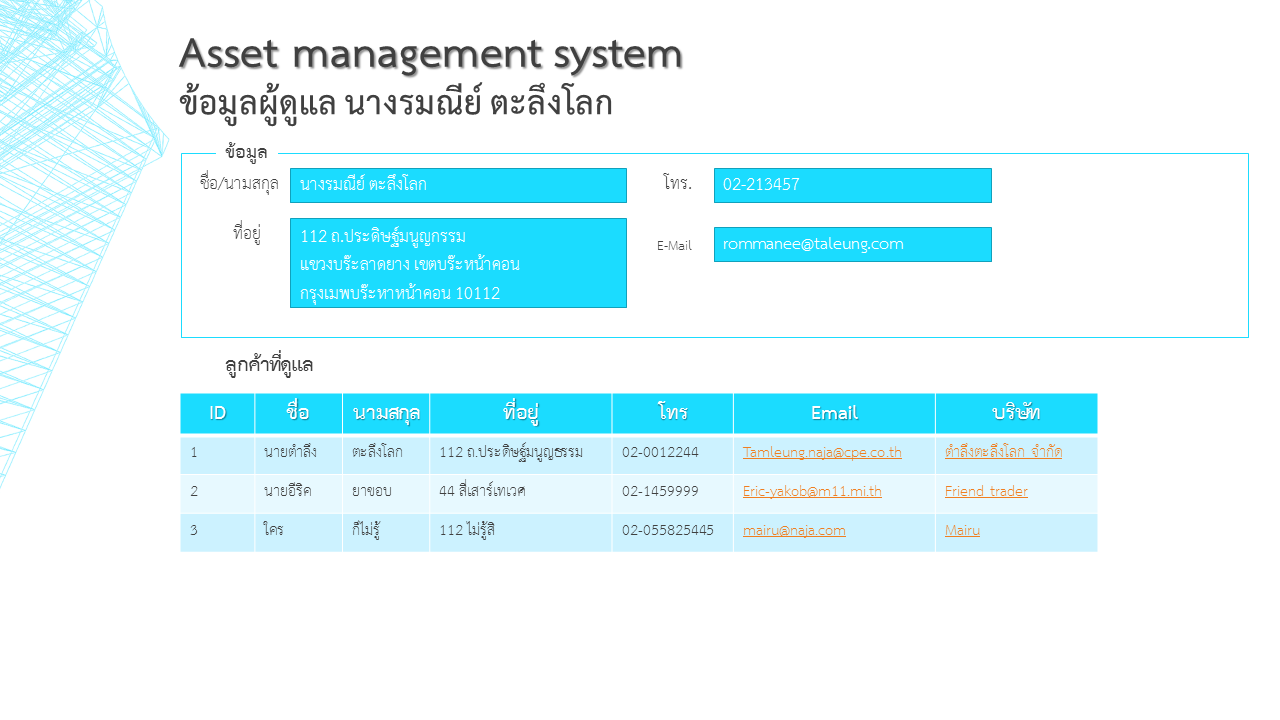 Asset management system
ข้อมูลผู้ดูแล นางรมณีย์ ตะลึงโลก
ข้อมูล
ชื่อ/นามสกุล นางรมณีย์ ตะลึงโลก โทร. 02-213457
ที่อยู่ 112 ถ.ประดิษฐ์มนูญกรรม
แขวงบร๊ะลาดยาง เขตบร๊ะหน้าคอน
กรุงเมพบร๊ะหาหน้าคอน 10112
E-Mail rommanee@taleung.com
ลูกค้าที่ดูแล
ID ชื่อ นามสกุล ที่อยู่ โทร Email บริษัท
1 นายตำลึง ตะลึงโลก 112 ถ.ประดิษฐ์มนูญธรรม 02-0012244 Tamleung.naja@cpe.co.th ตำลึงตะลึงโลก จำกัด
2 นายอีริค ยาขอบ 44 สี่เสาร์เทเวศ 02-1459999 Eric-yakob@m11.mi.th Friend trader
3 ใคร ก็ไม่รู้ 112 ไม่รู้สิ 02-055825445 mairu@naja.com Mairu